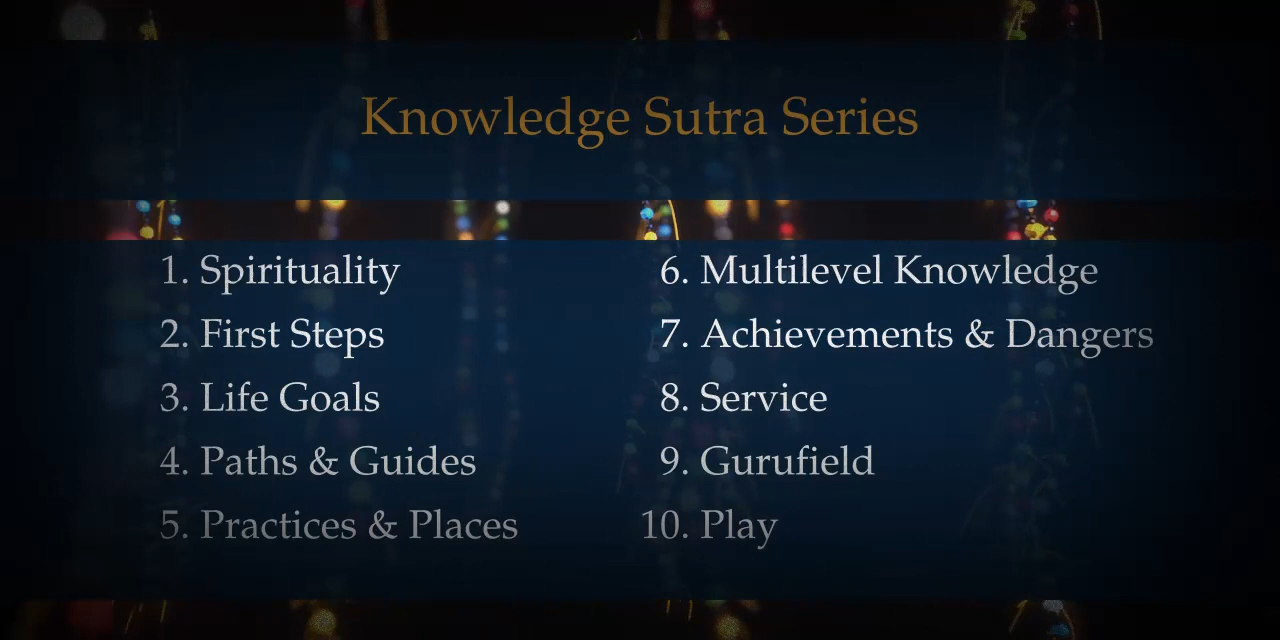 Knowledge Sutra Series
1. Spirituality
2. First Steps
3. Life Goals
4. Paths & Guides
5. Practices & Places
6. Multilevel Knowledge
7. Achievements & Dangers
8. Service
9. Gurufield
10. Play